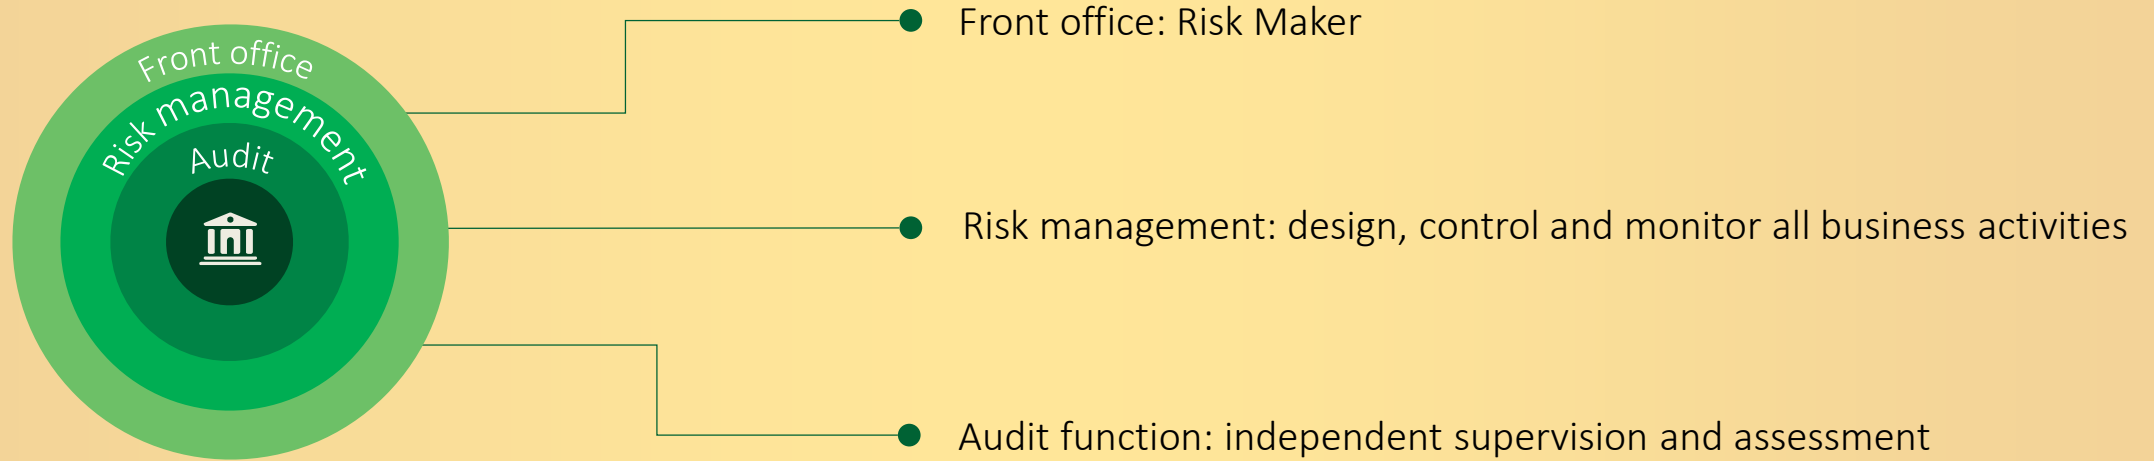 Front office
Risk management
Audit
Front office: Risk Maker
Risk management: design, control and monitor all business activities
Audit function: independent supervision and assessment